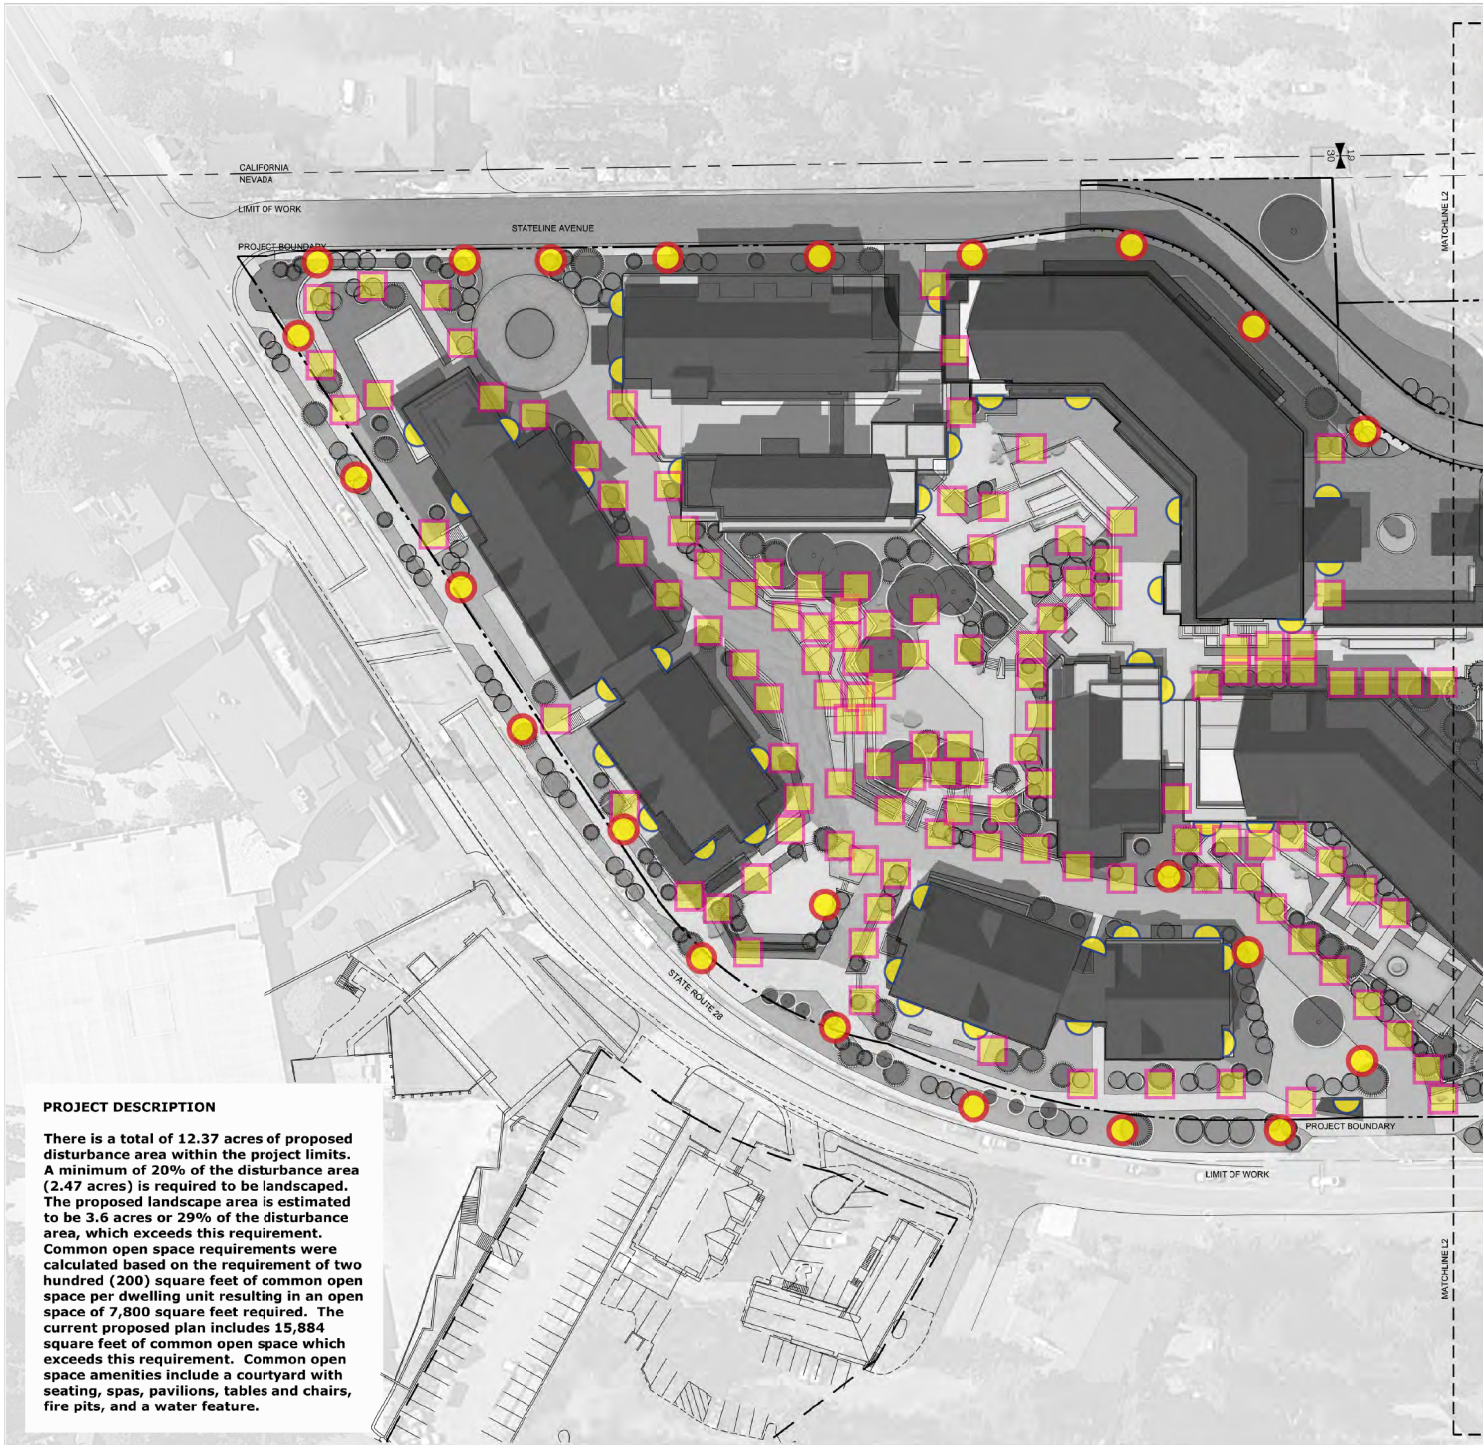 CALIFORNIA
NEVADA
LIMIT OF WORK
PROJECT BOUNDARY
STATELINE AVENUE
19
30
MATCHLINE L2
STATE ROUTE 28
PROJECT BOUNDARY
LIMIT OF WORK
MATCHLINE L2
PROJECT DESCRIPTION
There is a total of 12.37 acres of proposed
disturbance area within the project limits.
A minimum of 20% of the disturbance area
(2.47 acres) is required to be landscaped.
The proposed landscape area is estimated
to be 3.6 acres or 29% of the disturbance
area, which exceeds this requirement.
Common open space requirements were
calculated based on the requirement of two
hundred (200) square feet of common open
space per dwelling unit resulting in an open
space of 7,800 square feet required. The
current proposed plan includes 15,884
square feet of common open space which
exceeds this requirement. Common open
space amenities include a courtyard with
seating, spas, pavilions, tables and chairs,
fire pits, and a water feature.